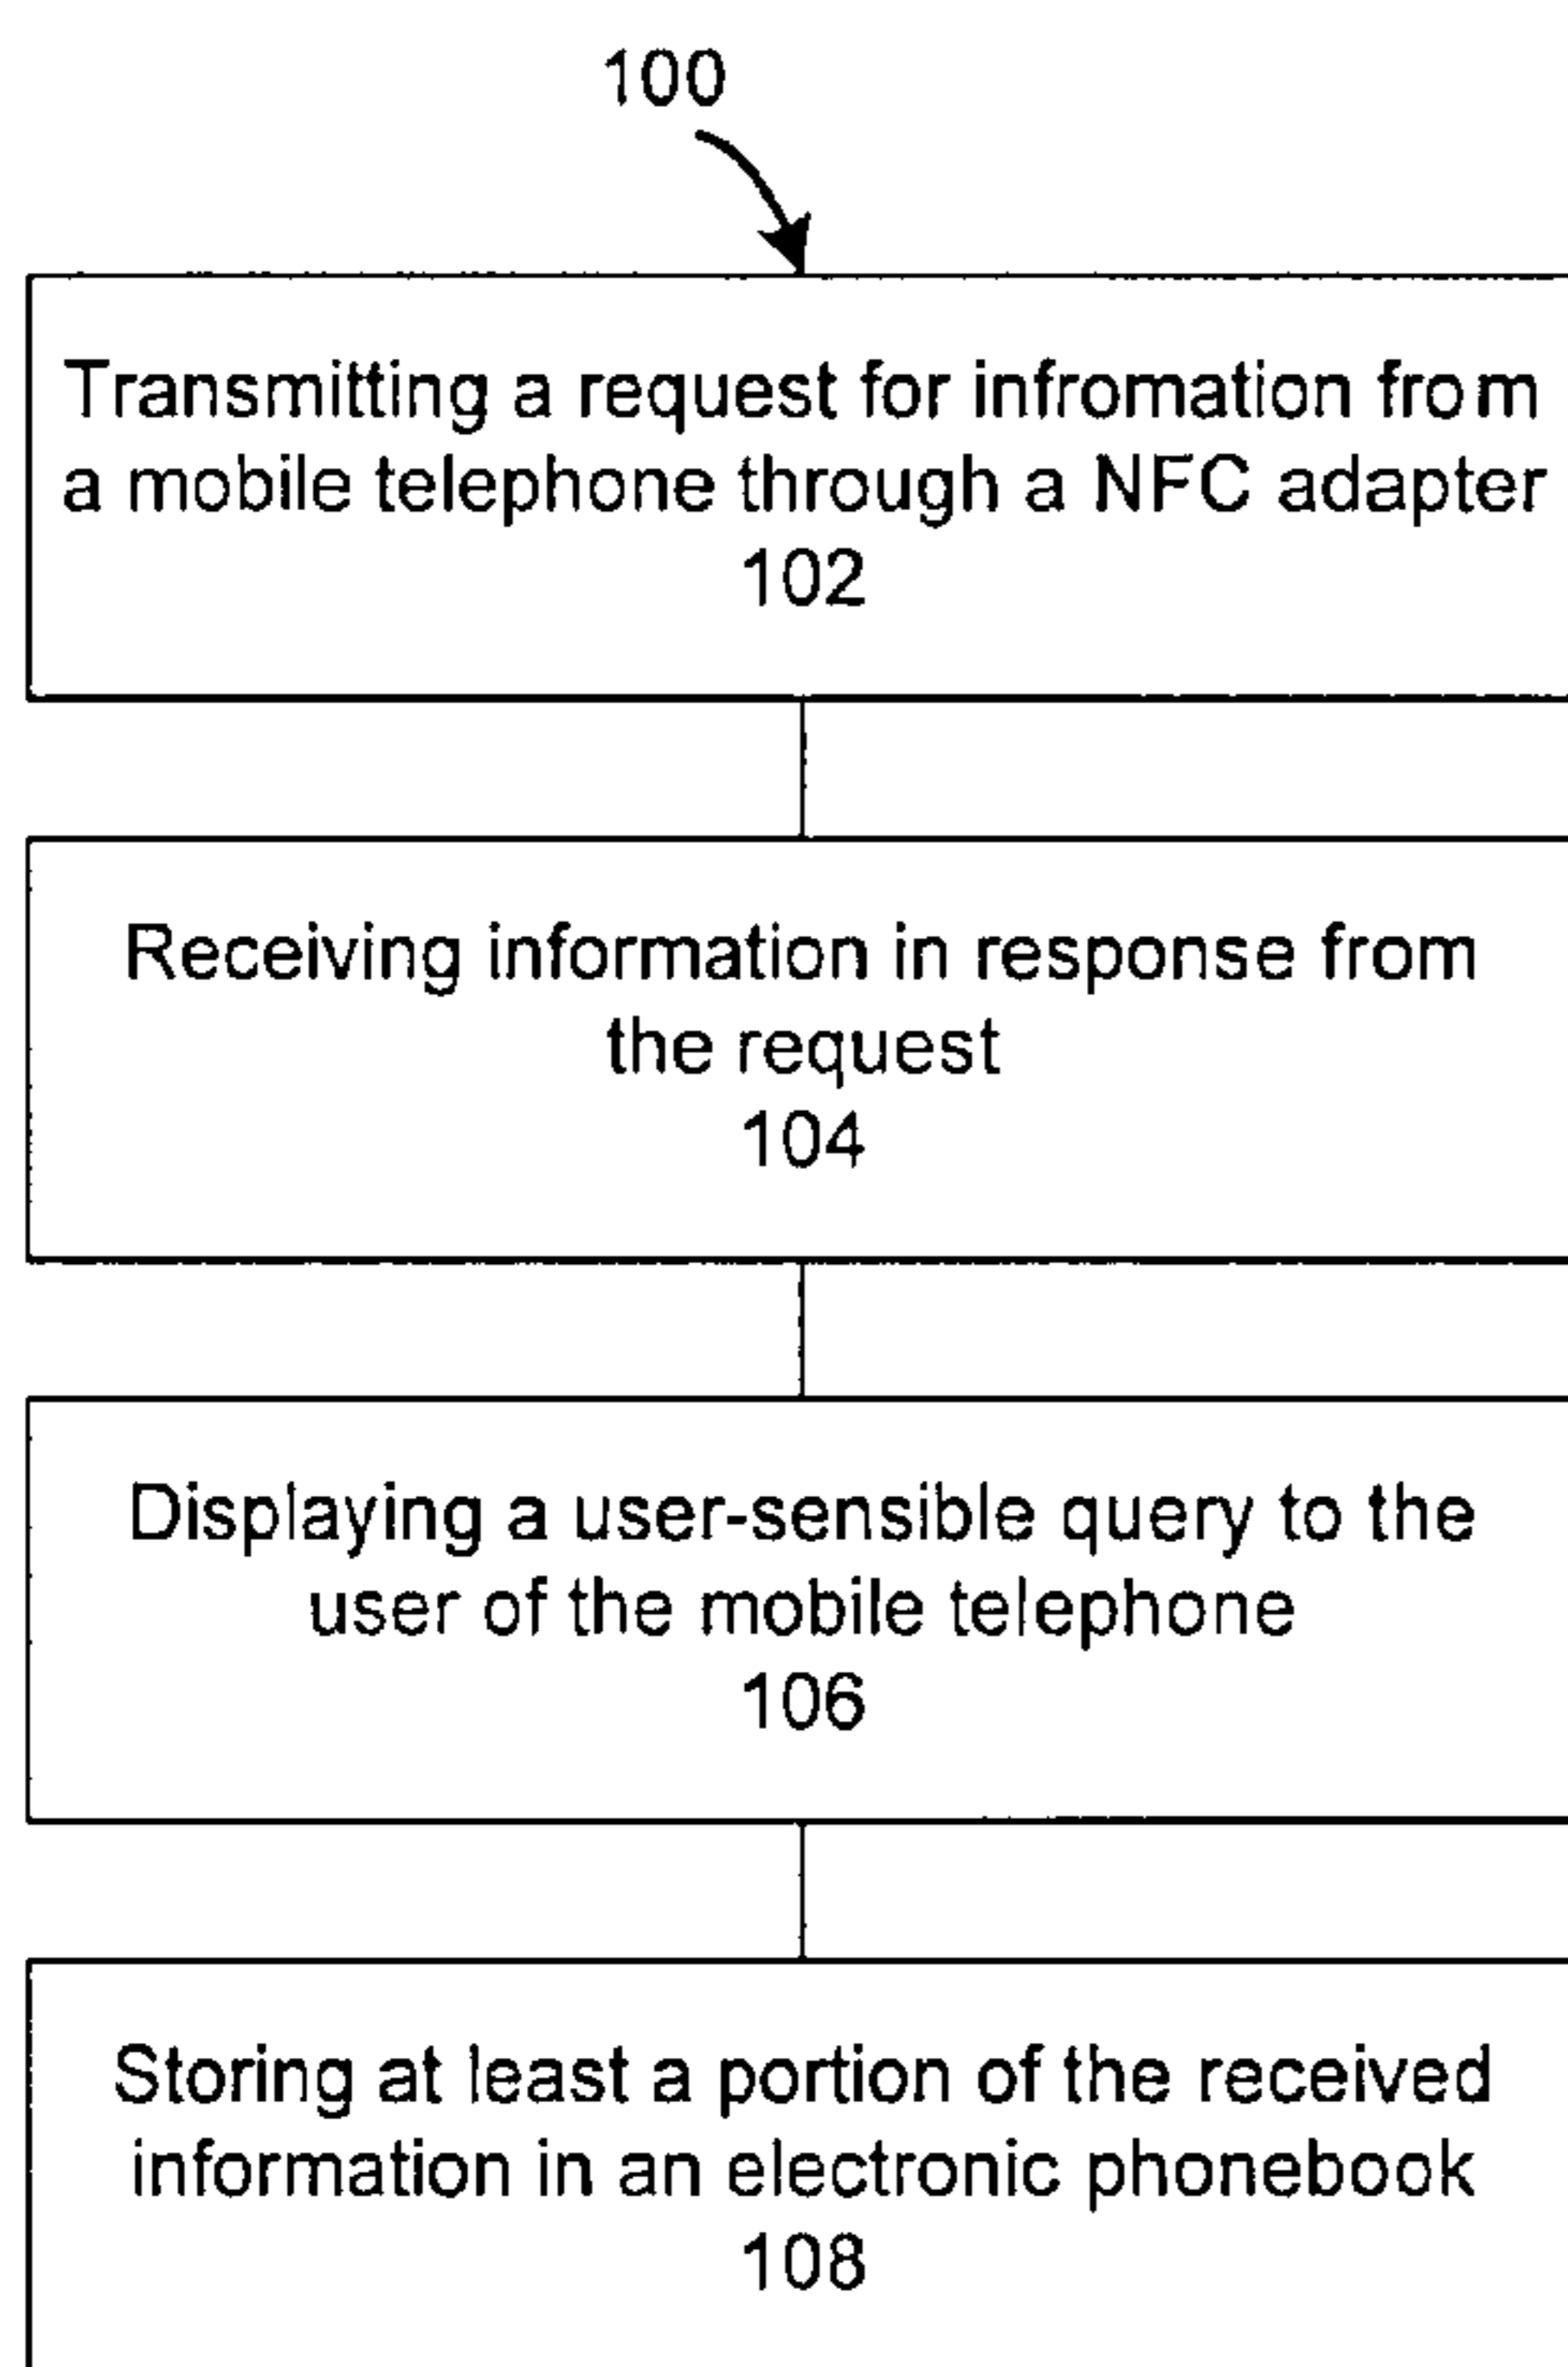 100
Transmitting a request for infromation from
a mobile telephone through a NFC adapter
102
Receiving information in response from
the request
104
Displaying a user-sensible query to the
user of the mobile telephone
106
Storing at least a portion of the received
information in an electronic phonebook
108